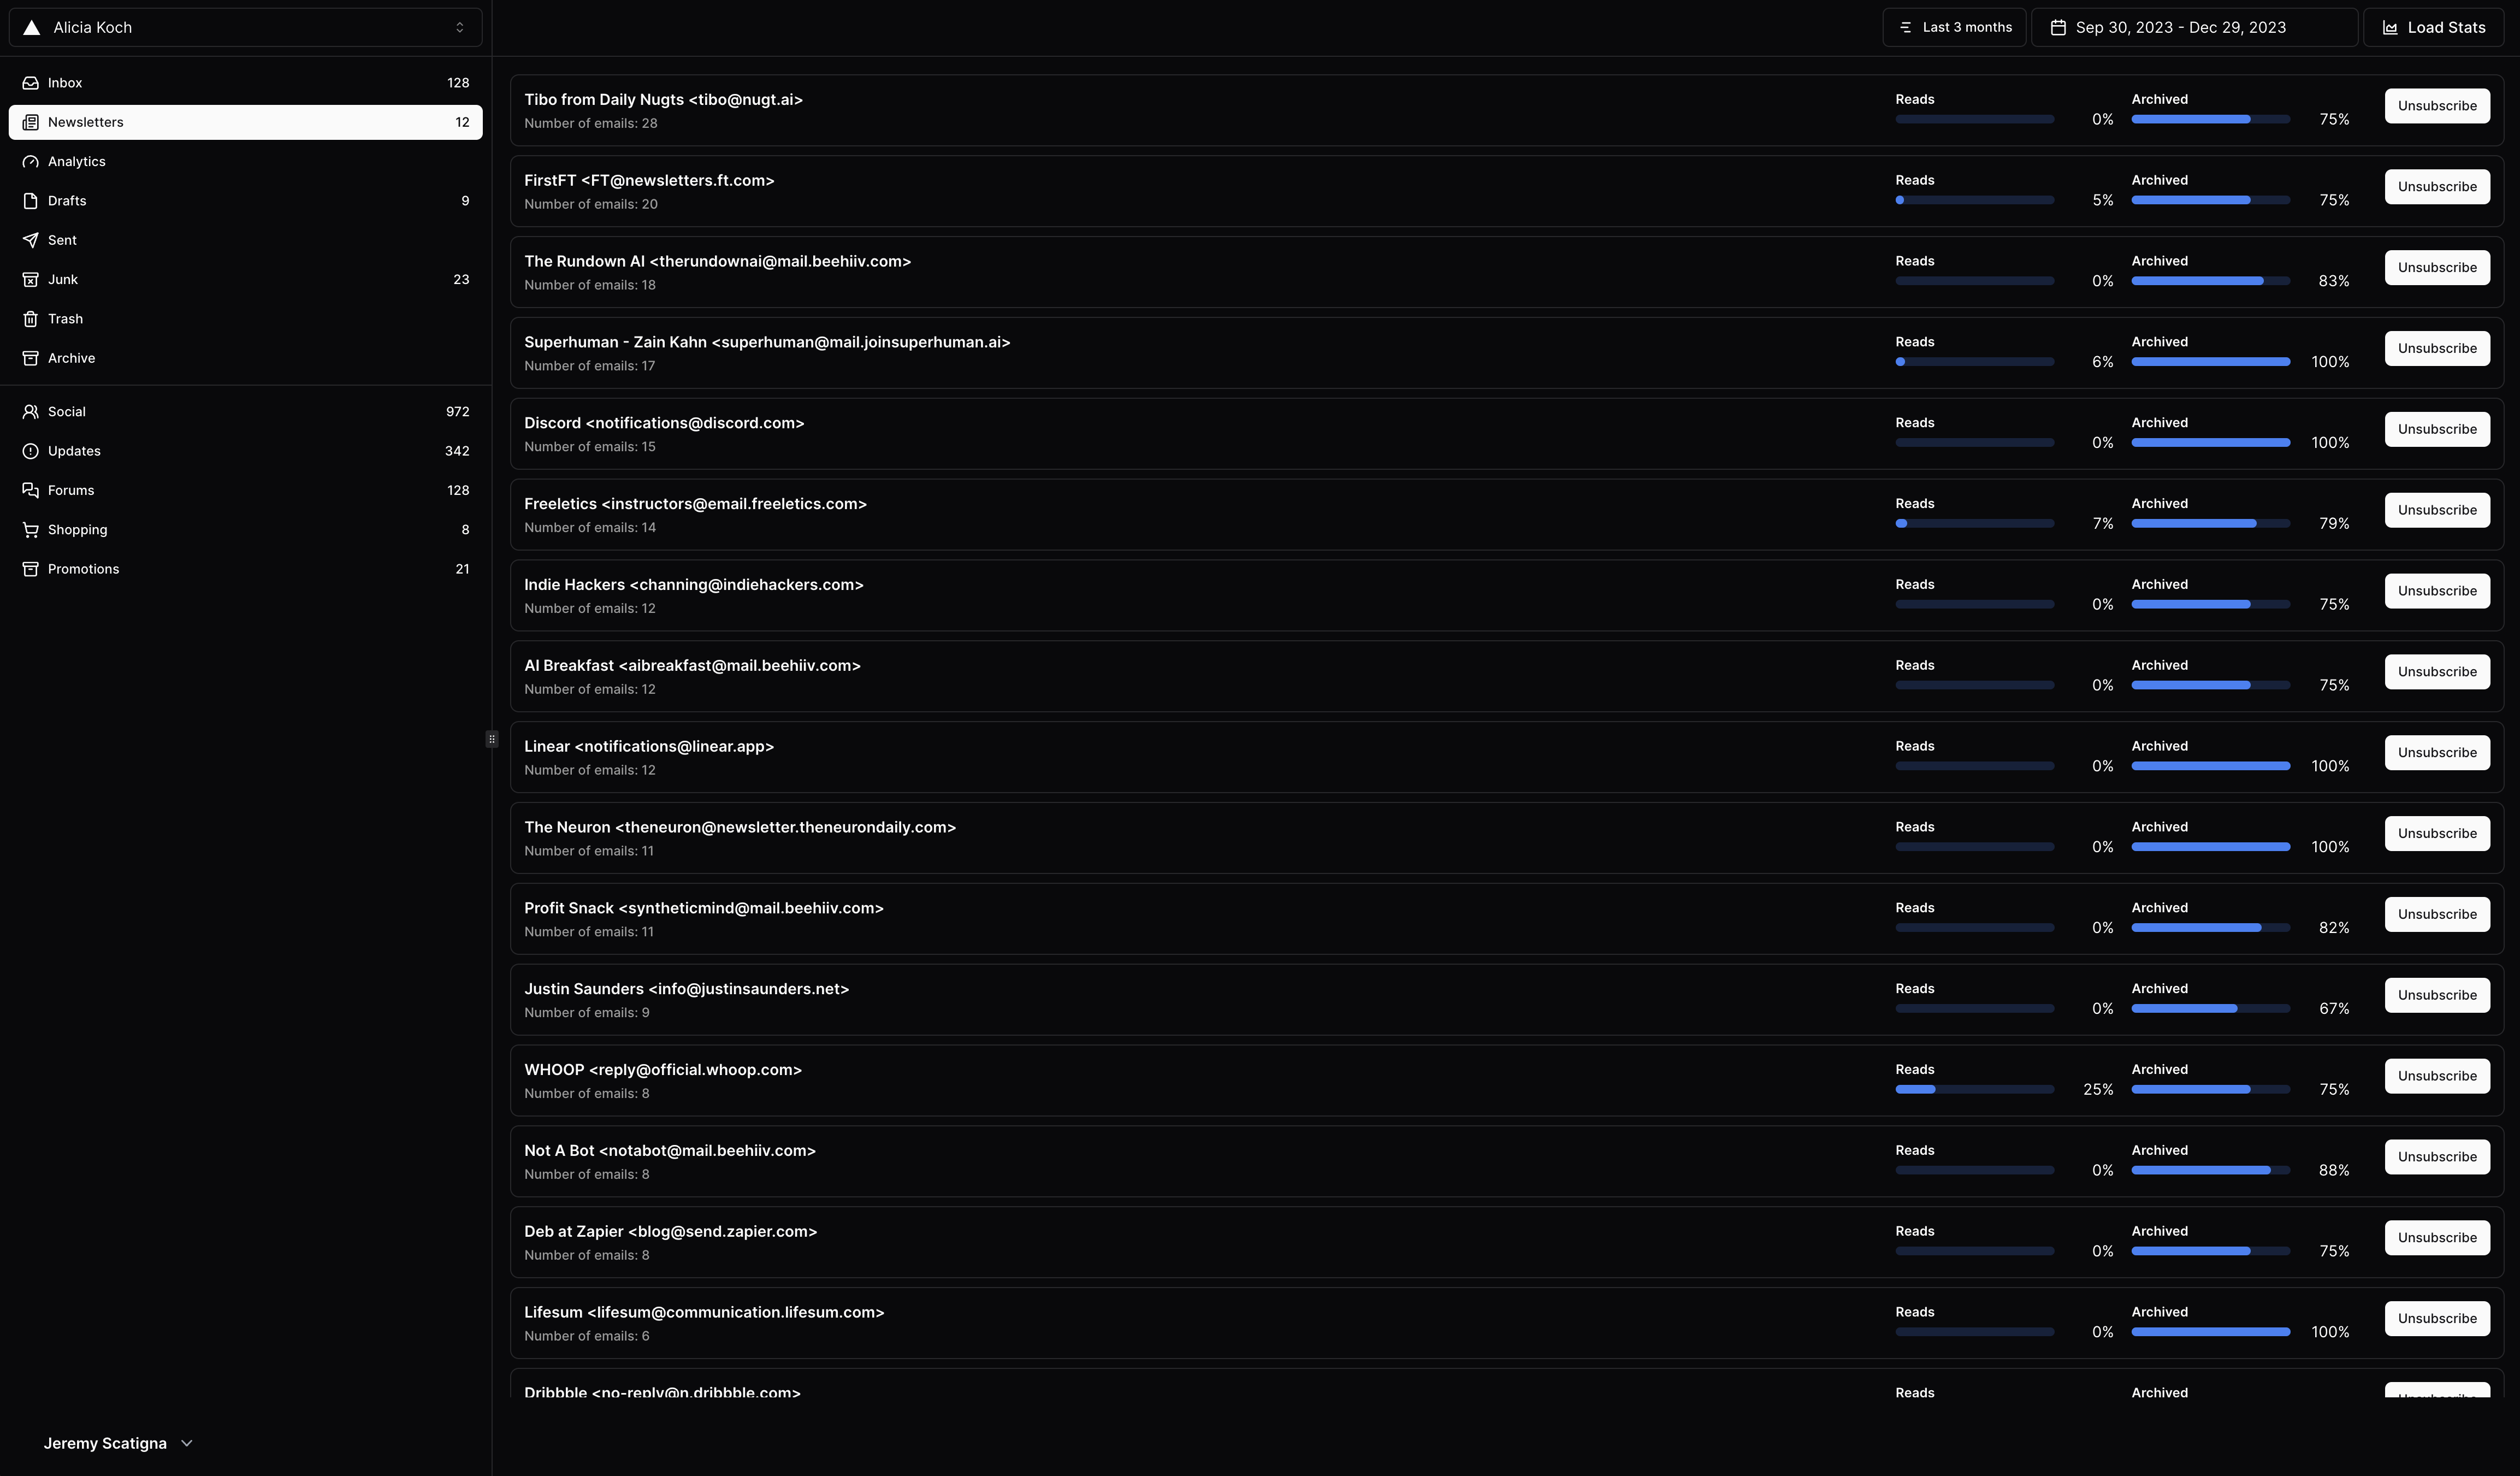 Alicia Koch
Last 3 months
Sep 30, 2023 - Dec 29, 2023
Load Stats
Inbox 128
Newsletters 12
Analytics
Drafts 9
Sent
Junk 23
Trash
Archive
Social 972
Updates 342
Forums 128
Shopping 8
Promotions 21
Jeremy Scatigna
Tibo from Daily Nugts <tibo@nugt.ai>
Number of emails: 28
Reads 0% Archived 75% Unsubscribe
FirstFT <FT@newsletters.ft.com>
Number of emails: 20
Reads 5% Archived 75% Unsubscribe
The Rundown AI <therundownai@mail.beehiiv.com>
Number of emails: 18
Reads 0% Archived 83% Unsubscribe
Superhuman - Zain Kahn <superhuman@mail.joinsuperhuman.ai>
Number of emails: 17
Reads 6% Archived 100% Unsubscribe
Discord <notifications@discord.com>
Number of emails: 15
Reads 0% Archived 100% Unsubscribe
Freeletics <instructors@email.freeletics.com>
Number of emails: 14
Reads 7% Archived 79% Unsubscribe
Indie Hackers <channing@indiehackers.com>
Number of emails: 12
Reads 0% Archived 75% Unsubscribe
AI Breakfast <aibreakfast@mail.beehiiv.com>
Number of emails: 12
Reads 0% Archived 75% Unsubscribe
Linear <notifications@linear.app>
Number of emails: 12
Reads 0% Archived 100% Unsubscribe
The Neuron <theneuron@newsletter.theneurondaily.com>
Number of emails: 11
Reads 0% Archived 100% Unsubscribe
Profit Snack <syntheticmind@mail.beehiiv.com>
Number of emails: 11
Reads 0% Archived 82% Unsubscribe
Justin Saunders <info@justinsaunders.net>
Number of emails: 9
Reads 0% Archived 67% Unsubscribe
WHOOP <reply@official.whoop.com>
Number of emails: 8
Reads 25% Archived 75% Unsubscribe
Not A Bot <notabot@mail.beehiiv.com>
Number of emails: 8
Reads 0% Archived 88% Unsubscribe
Deb at Zapier <blog@send.zapier.com>
Number of emails: 8
Reads 0% Archived 75% Unsubscribe
Lifesum <lifesum@communication.lifesum.com>
Number of emails: 6
Reads 0% Archived 100% Unsubscribe
Dribbble <no-reply@n.dribbble.com>
Reads Archived Unsubscribe